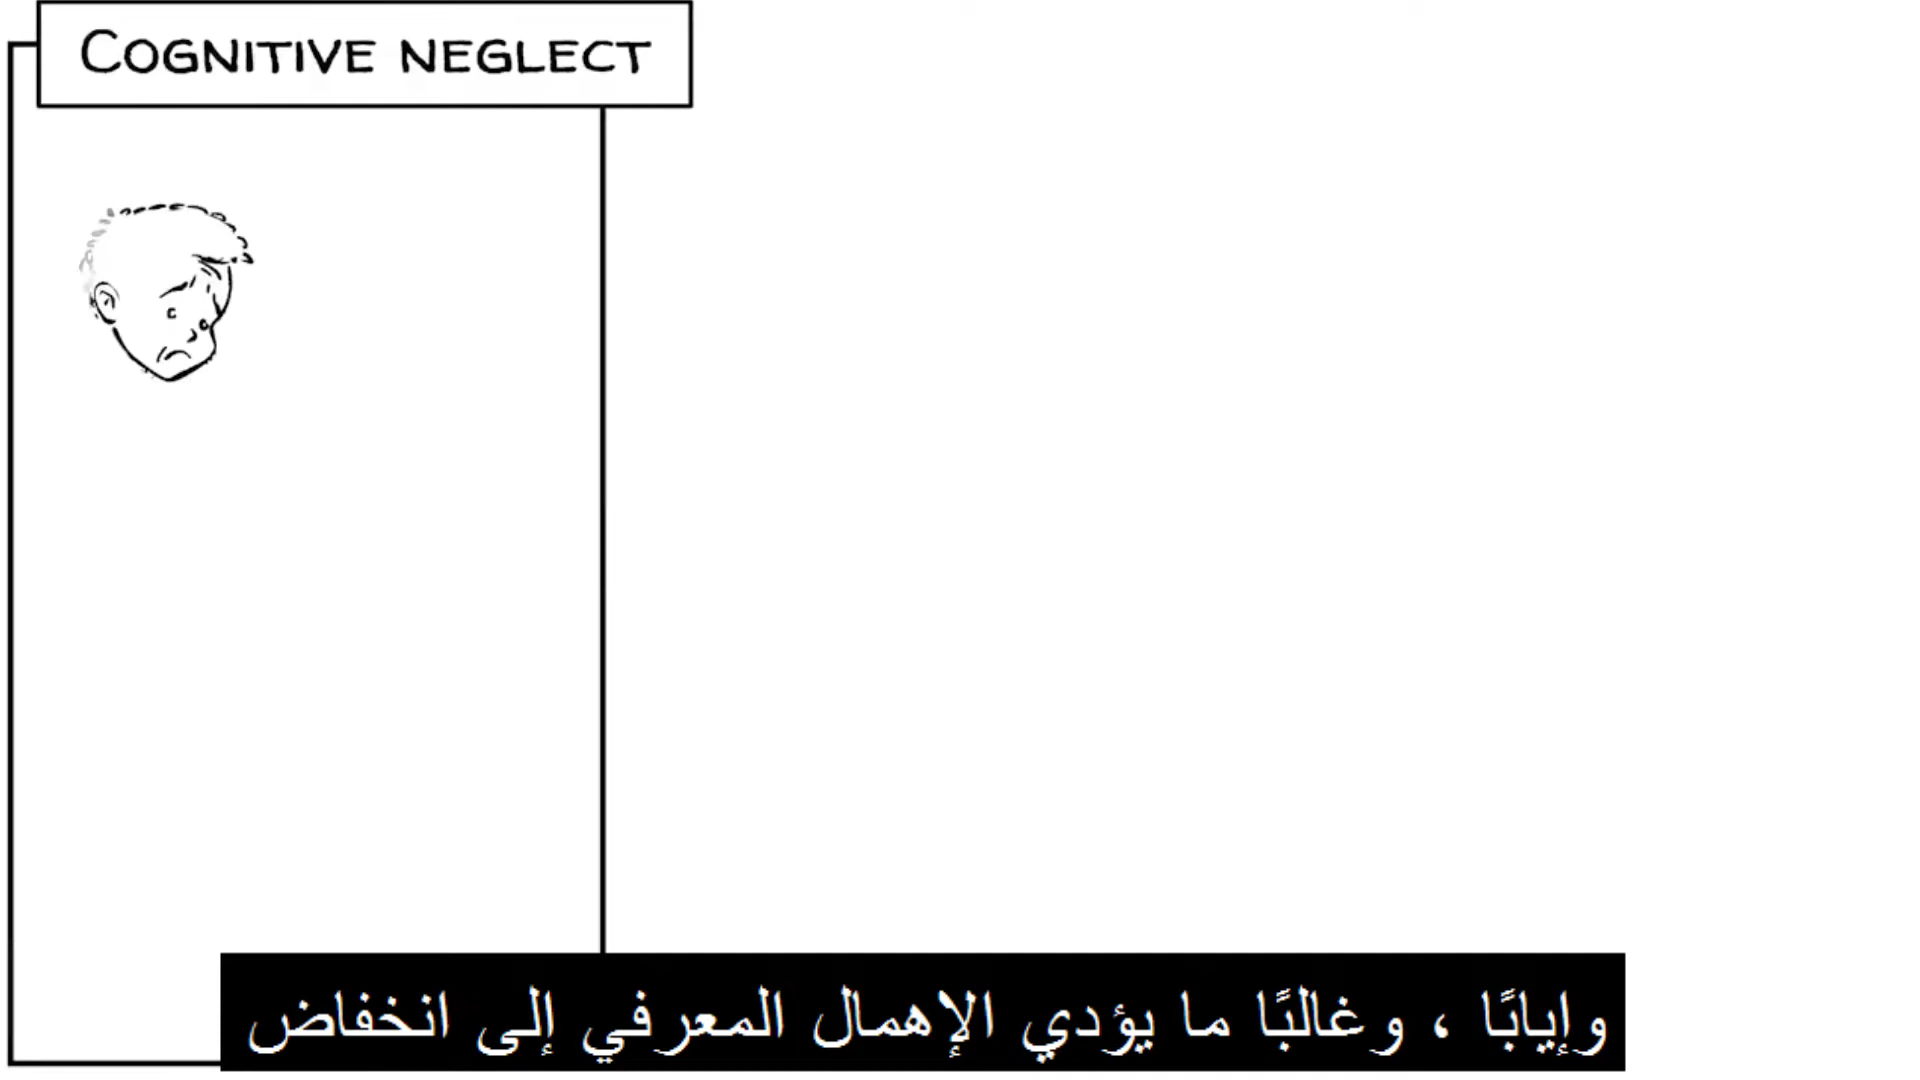 COGNITIVE NEGLECT
وإيابًا ، وغالبًا ما يؤدي الإهمال المعرفي إلى انخفاض